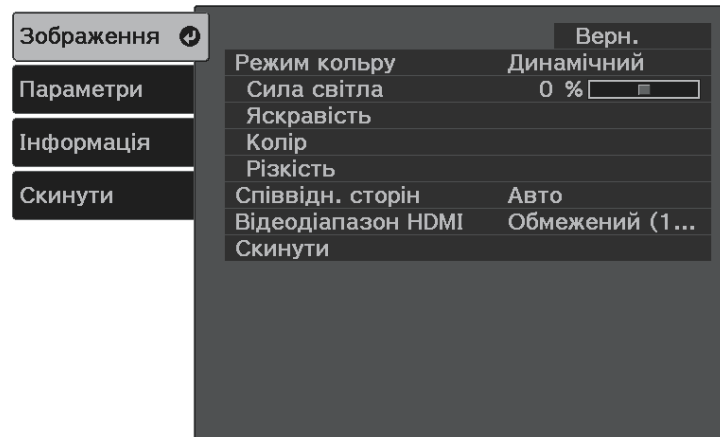 Зображення
Параметри
Інформація
Скинути
Верн.
Режим кольру Динамічний
Сила світла 0 %
Яскравість
Колір
Різкість
Співвідн. сторін Авто
Відеодіапазон HDMI Обмежений (1...
Скинути